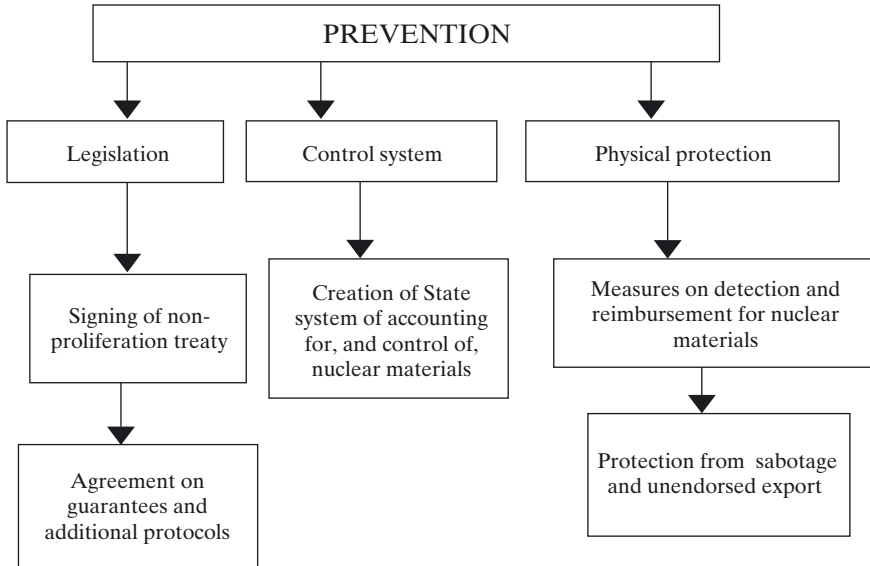 PREVENTION
Legislation
Control system
Physical protection
Signing of non-
proliferation treaty
Creation of State
system of accounting
for, and control of,
nuclear materials
Measures on detection and
reimbursement for nuclear
materials
Agreement on
guarantees and
additional protocols
Protection from sabotage
and unendorsed export